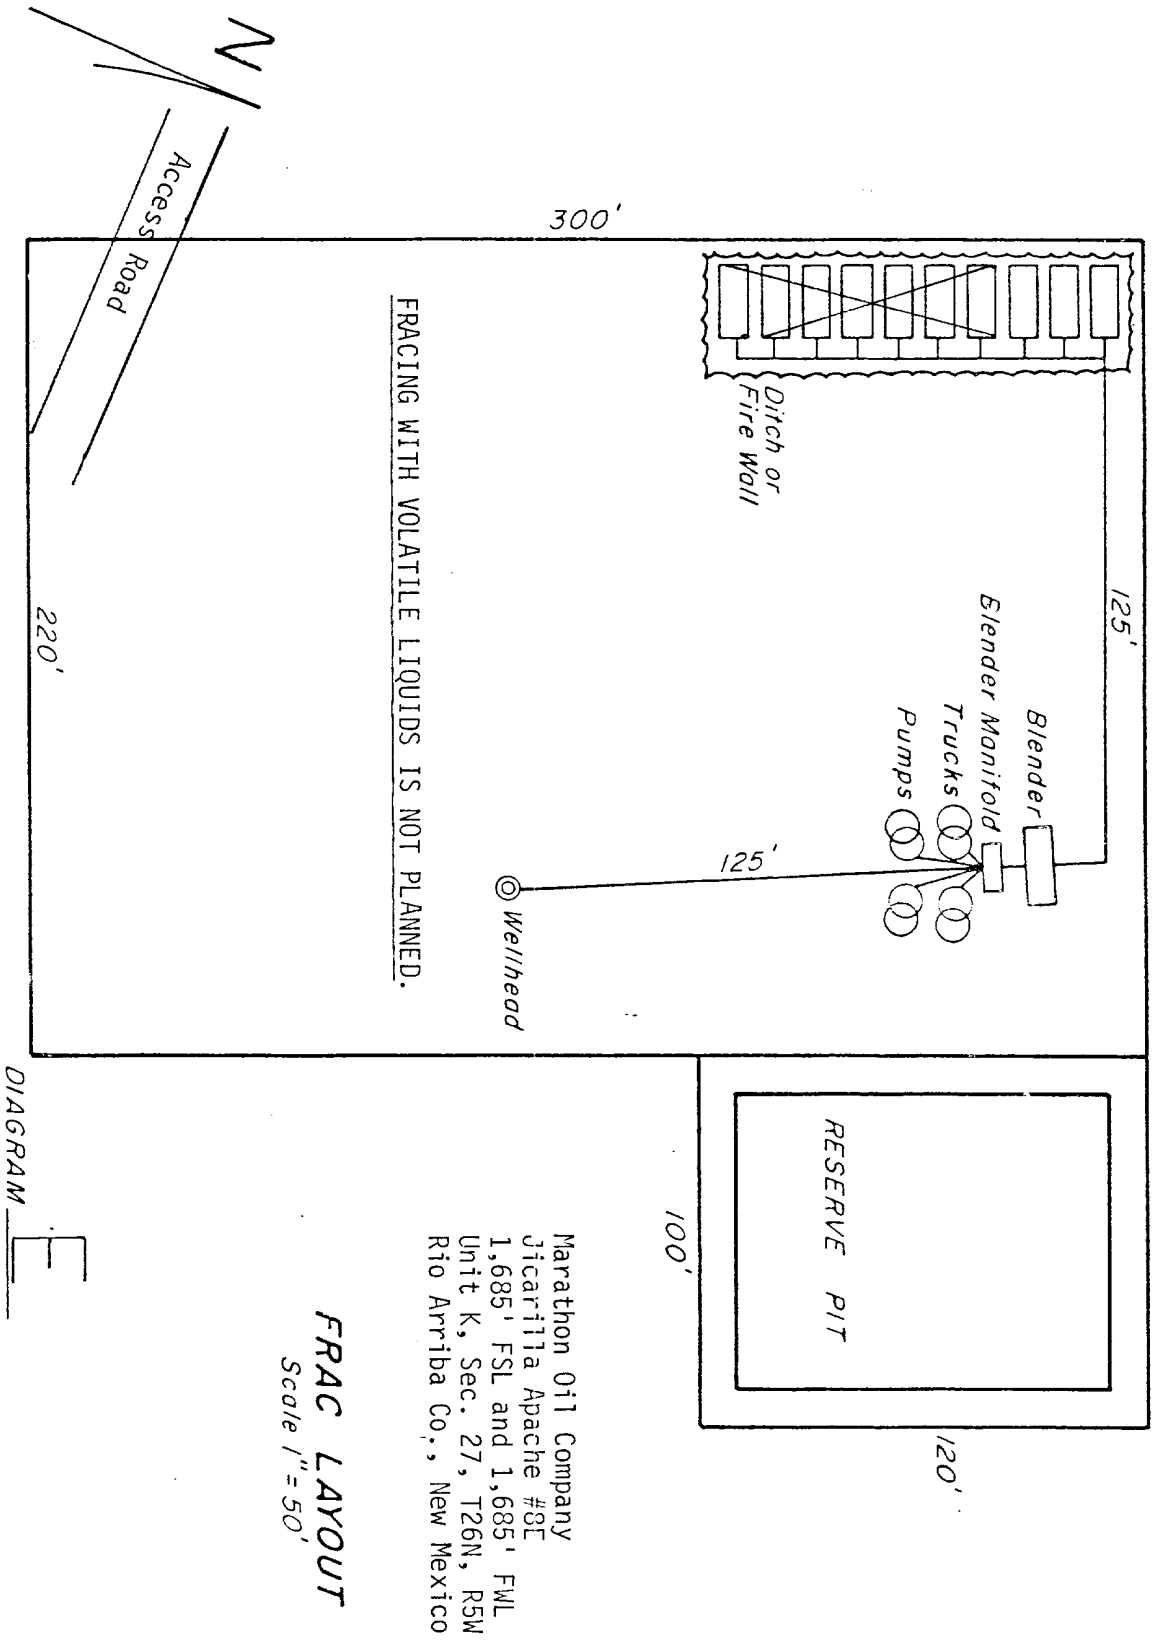 N
Access Road
300'
Ditch or
Fire Wall
125'
Blender
Blender Manifold
Trucks
Pumps
125'
Wellhead
FRACING WITH VOLATILE LIQUIDS IS NOT PLANNED.
220'
RESERVE PIT
100'
120'
Marathon Oil Company
Jicarilla Apache #8E
1,685' FSL and 1,685' FWL
Unit K, Sec. 27, T26N, R5W
Rio Arriba Co., New Mexico
FRAC LAYOUT
Scale 1" = 50'
DIAGRAM E